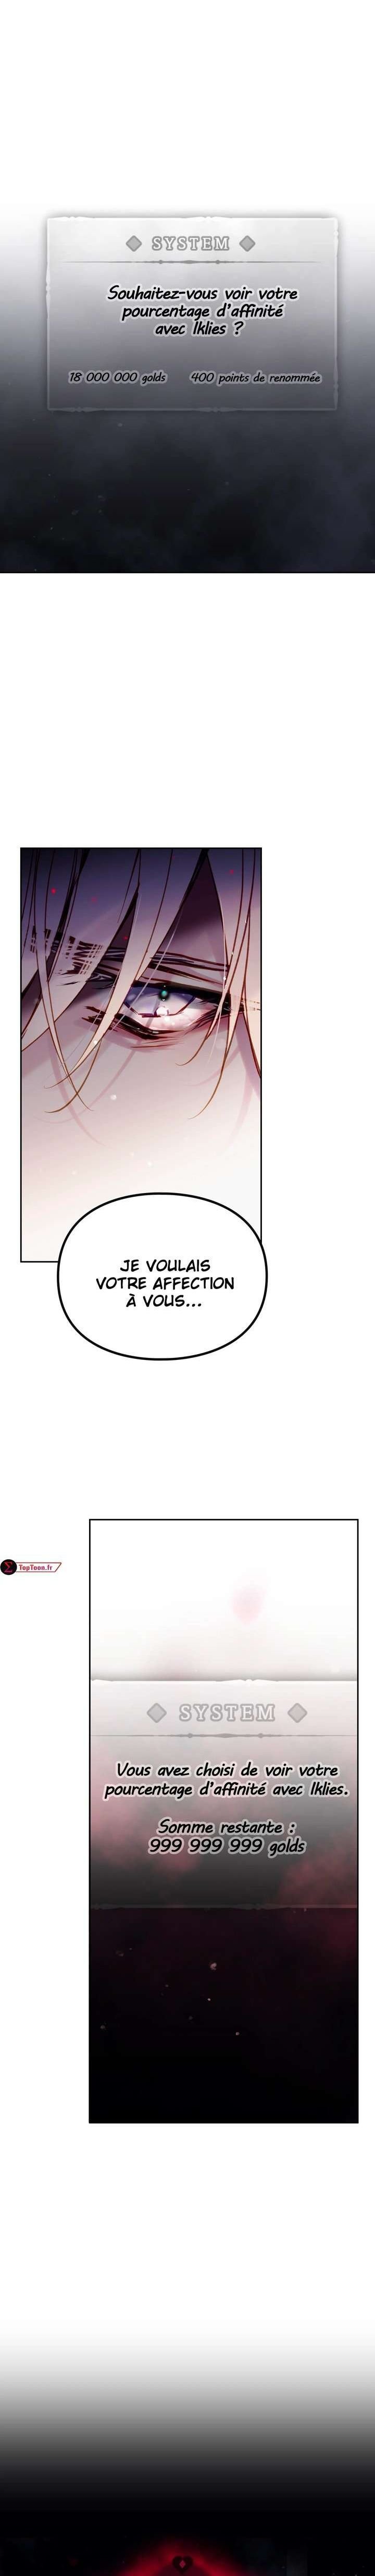 SYSTEM
Souhaitez-vous voir votre
pourcentage d'affinité
avec Iklies ?
18 000 000 golds 400 points de renommée
JE VOULAIS
VOTRE AFFECTION
À VOUS...
TopToon.fr
SYSTEM
Vous avez choisi de voir votre
pourcentage d'affinité avec Iklies.
Somme restante :
999 999 999 golds